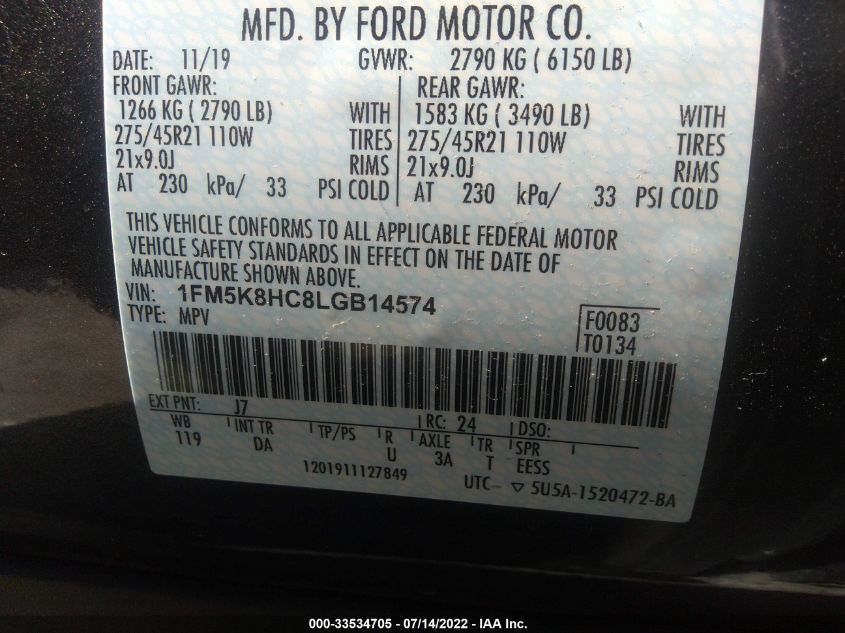 MFD. BY FORD MOTOR CO.
DATE: 11/19 GVWR: 2790 KG ( 6150 LB)
FRONT GAWR: REAR GAWR:
1266 KG ( 2790 LB) WITH 1583 KG ( 3490 LB) WITH
275/45R21 110W TIRES 275/45R21 110W TIRES
21x9.0J RIMS 21x9.0J RIMS
AT 230 kPa/ 33 PSI COLD AT 230 kPa/ 33 PSI COLD
THIS VEHICLE CONFORMS TO ALL APPLICABLE FEDERAL MOTOR
VEHICLE SAFETY STANDARDS IN EFFECT ON THE DATE OF
MANUFACTURE SHOWN ABOVE.
VIN: 1FM5K8HC8LGB14574
TYPE: MPV
F0083
T0134
EXT PNT: J7 RC: 24 DSO:
WB INT TR TP/PS R AXLE TR SPR
119 DA U 3A T EESS
1201911127849
UTC- ▽ 5U5A-1520472-BA
000-33534705 - 07/14/2022 - IAA Inc.